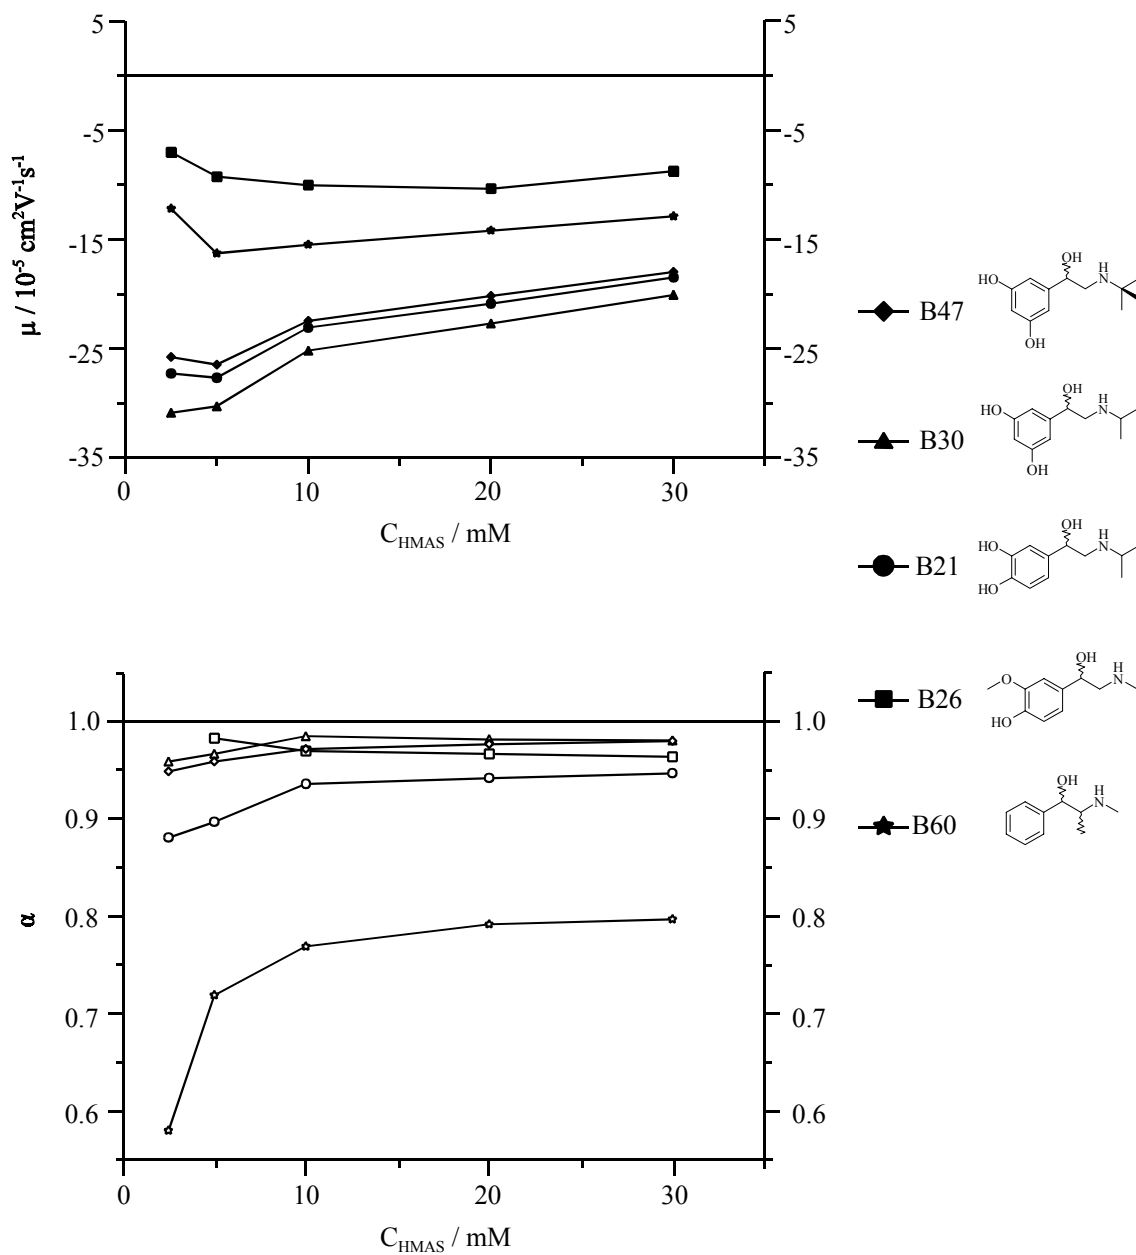 5 5
-5 -5
-15 -15
-25 -25
-35 -35
μ / 10⁻⁵ cm²V⁻¹s⁻¹
0 10 20 30
C_HMAS / mM
B47
OH
H
N
HO
OH
B30
OH
H
N
HO
OH
B21
OH
H
N
HO
HO
B26
OH
H
N
O
HO
B60
OH
H
N
1.0 1.0
0.9 0.9
0.8 0.8
0.7 0.7
0.6 0.6
α
0 10 20 30
C_HMAS / mM